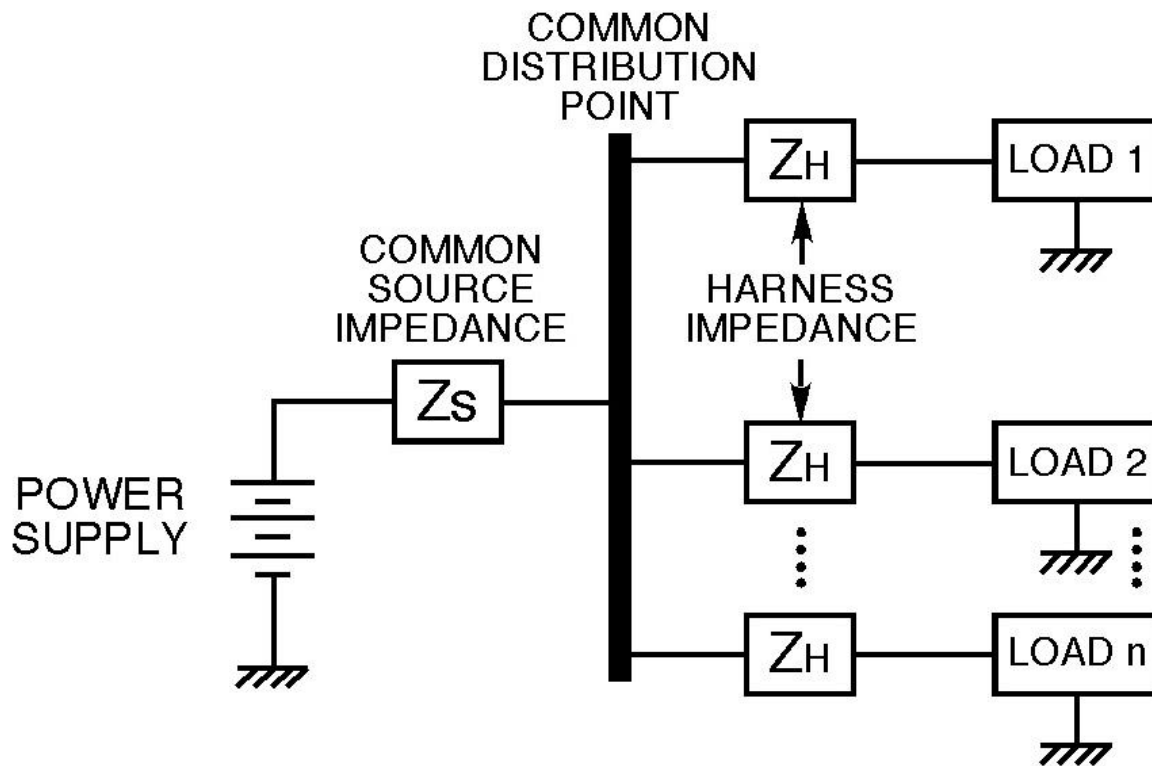 COMMON
DISTRIBUTION
POINT
ZH
LOAD 1
COMMON
SOURCE
IMPEDANCE
HARNESS
IMPEDANCE
ZS
POWER
SUPPLY
ZH
LOAD 2
ZH
LOAD n